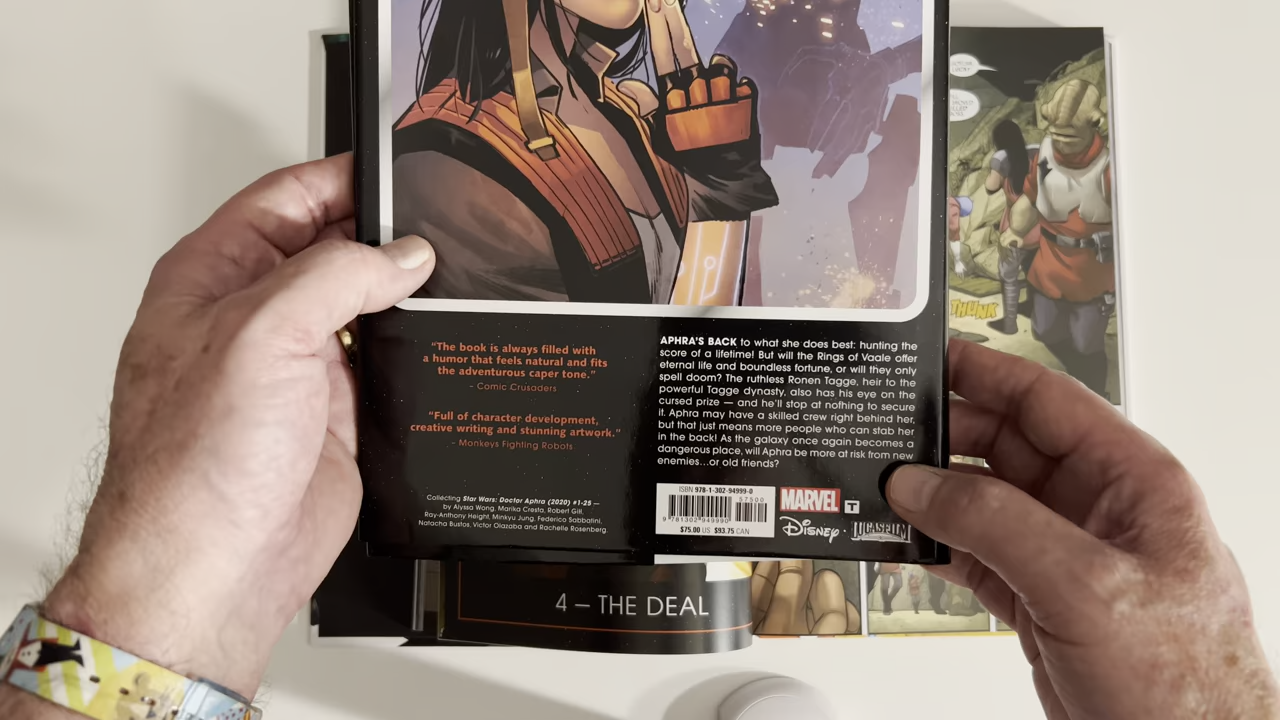 THUNK
"The book is always filled with
a humor that feels natural and fits
the adventurous caper tone."
– Comic Crusaders
"Full of character development,
creative writing and stunning artwork."
– Monkeys Fighting Robots
Collecting Star Wars: Doctor Aphra (2020) #1-25 —
by Alyssa Wong, Marika Cresta, Robert Gill,
Ray-Anthony Height, Minkyu Jung, Federico Sabbatini,
Natacha Bustos, Victor Olazaba and Rachelle Rosenberg.
APHRA'S BACK to what she does best: hunting the
score of a lifetime! But will the Rings of Vaale offer
eternal life and boundless fortune, or will they only
spell doom? The ruthless Ronen Tagge, heir to the
powerful Tagge dynasty, also has his eye on the
cursed prize — and he'll stop at nothing to secure
it. Aphra may have a skilled crew right behind her,
but that just means more people who can stab her
in the back! As the galaxy once again becomes a
dangerous place, will Aphra be more at risk from new
enemies...or old friends?
ISBN 978-1-302-94999-0
57500
9 781302 949990
$75.00 US $93.75 CAN
MARVEL
T
Disney
LUCASFILM
4 – THE DEAL